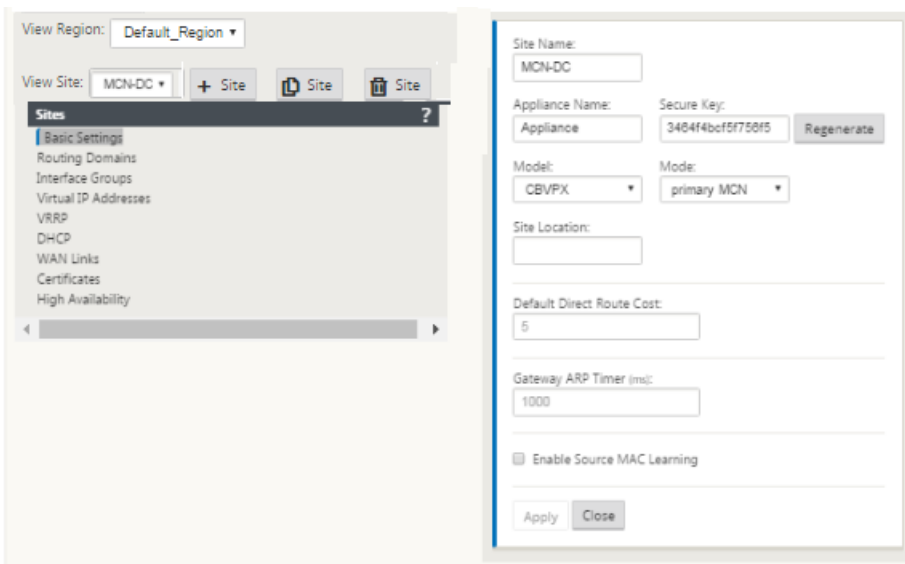 View Region: Default_Region
View Site: MCN-DC + Site Site Site
Sites ?
Basic Settings
Routing Domains
Interface Groups
Virtual IP Addresses
VRRP
DHCP
WAN Links
Certificates
High Availability
Site Name:
MCN-DC
Appliance Name: Secure Key:
Appliance 3464f4bcf5f756f5 Regenerate
Model: Mode:
CBVPX primary MCN
Site Location:
Default Direct Route Cost:
5
Gateway ARP Timer (ms):
1000
Enable Source MAC Learning
Apply Close